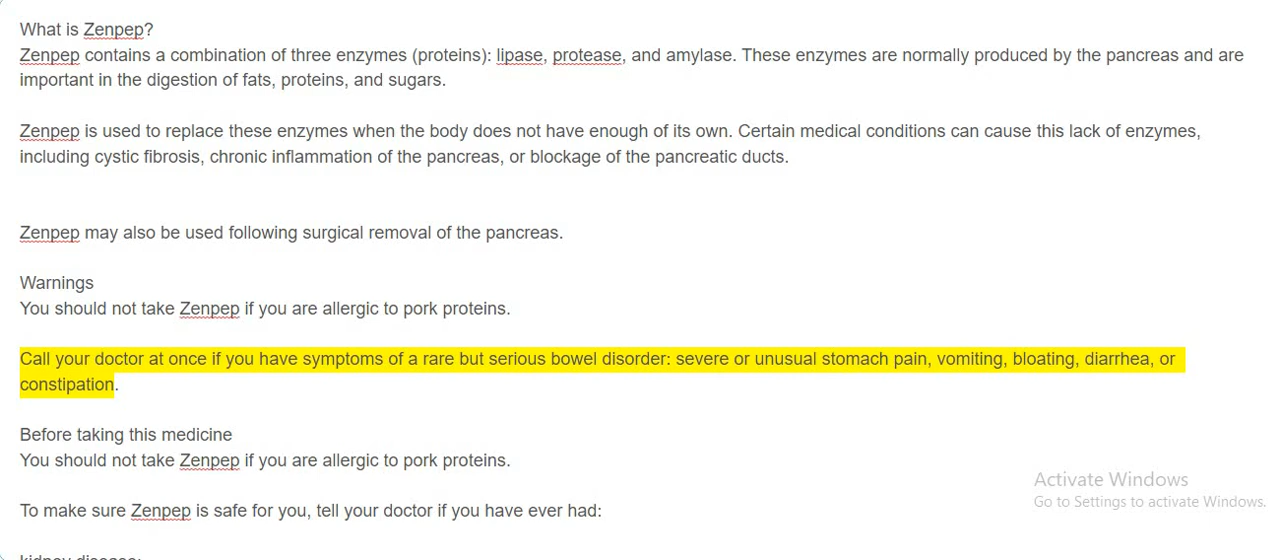 What is Zenpep?
Zenpep contains a combination of three enzymes (proteins): lipase, protease, and amylase. These enzymes are normally produced by the pancreas and are
important in the digestion of fats, proteins, and sugars.
Zenpep is used to replace these enzymes when the body does not have enough of its own. Certain medical conditions can cause this lack of enzymes,
including cystic fibrosis, chronic inflammation of the pancreas, or blockage of the pancreatic ducts.
Zenpep may also be used following surgical removal of the pancreas.
Warnings
You should not take Zenpep if you are allergic to pork proteins.
Call your doctor at once if you have symptoms of a rare but serious bowel disorder: severe or unusual stomach pain, vomiting, bloating, diarrhea, or
constipation.
Before taking this medicine
You should not take Zenpep if you are allergic to pork proteins.
Activate Windows
Go to Settings to activate Windows.
To make sure Zenpep is safe for you, tell your doctor if you have ever had:
kidney disease;